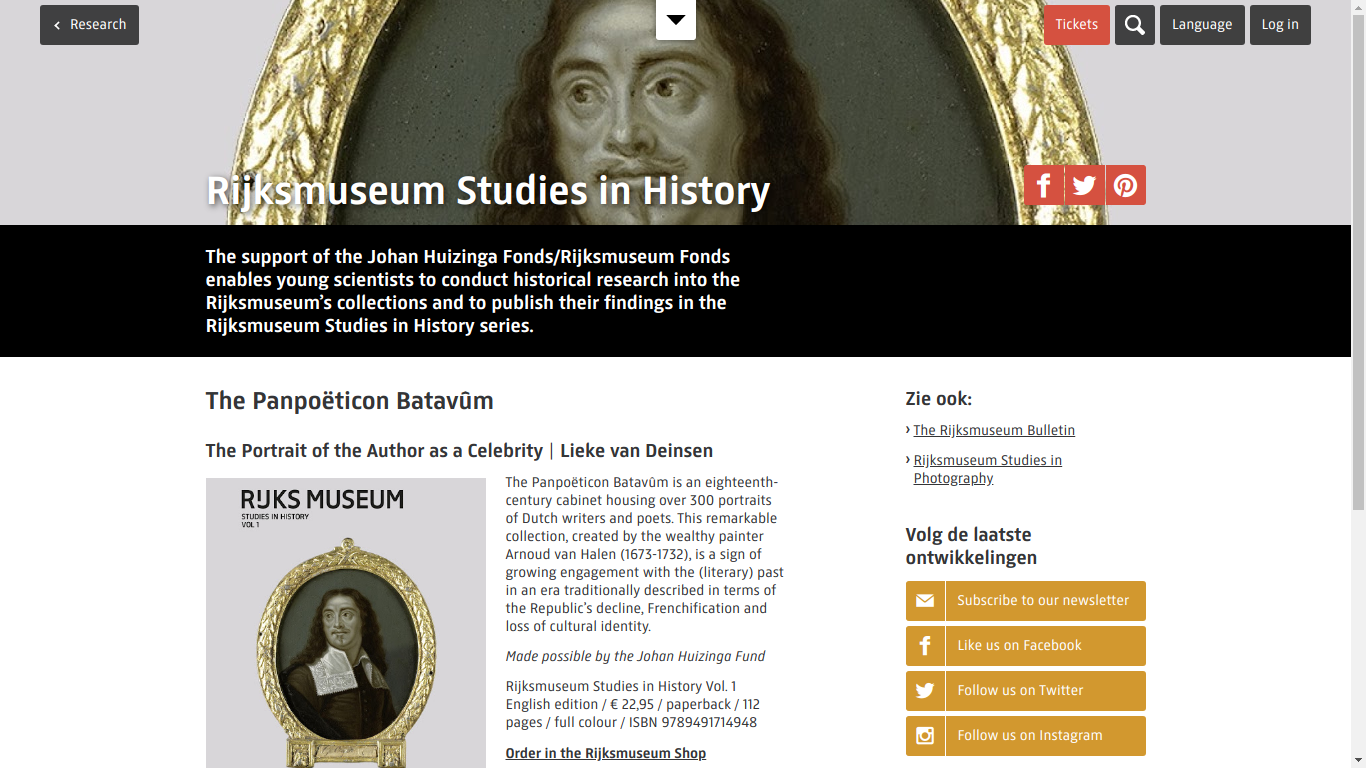 Research
Tickets
Language
Log in
Rijksmuseum Studies in History
The support of the Johan Huizinga Fonds/Rijksmuseum Fonds
enables young scientists to conduct historical research into the
Rijksmuseum’s collections and to publish their findings in the
Rijksmuseum Studies in History series.
The Panpoëticon Batavûm
The Portrait of the Author as a Celebrity | Lieke van Deinsen
RIJKS MUSEUM
STUDIES IN HISTORY
VOL 1
The Panpoëticon Batavûm is an eighteenth-
century cabinet housing over 300 portraits
of Dutch writers and poets. This remarkable
collection, created by the wealthy painter
Arnoud van Halen (1673-1732), is a sign of
growing engagement with the (literary) past
in an era traditionally described in terms of
the Republic’s decline, Frenchification and
loss of cultural identity.
Made possible by the Johan Huizinga Fund
Rijksmuseum Studies in History Vol. 1
English edition / € 22,95 / paperback / 112
pages / full colour / ISBN 9789491714948
Order in the Rijksmuseum Shop
Zie ook:
The Rijksmuseum Bulletin
Rijksmuseum Studies in
Photography
Volg de laatste
ontwikkelingen
Subscribe to our newsletter
Like us on Facebook
Follow us on Twitter
Follow us on Instagram